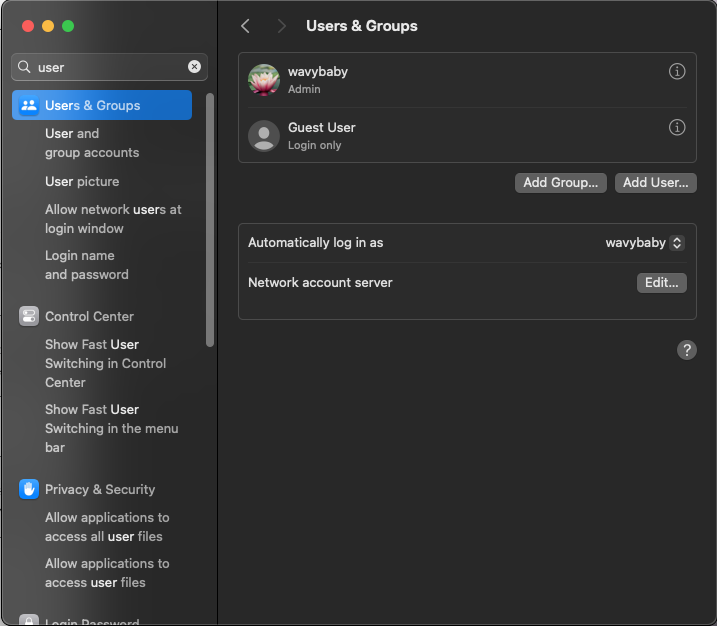 user
Users & Groups
User and
group accounts
User picture
Allow network users at
login window
Login name
and password
Control Center
Show Fast User
Switching in Control
Center
Show Fast User
Switching in the menu
bar
Privacy & Security
Allow applications to
access all user files
Allow applications to
access user files
Login Password
Users & Groups
wavybaby
Admin
Guest User
Login only
Add Group...
Add User...
Automatically log in as
wavybaby
Network account server
Edit...
?